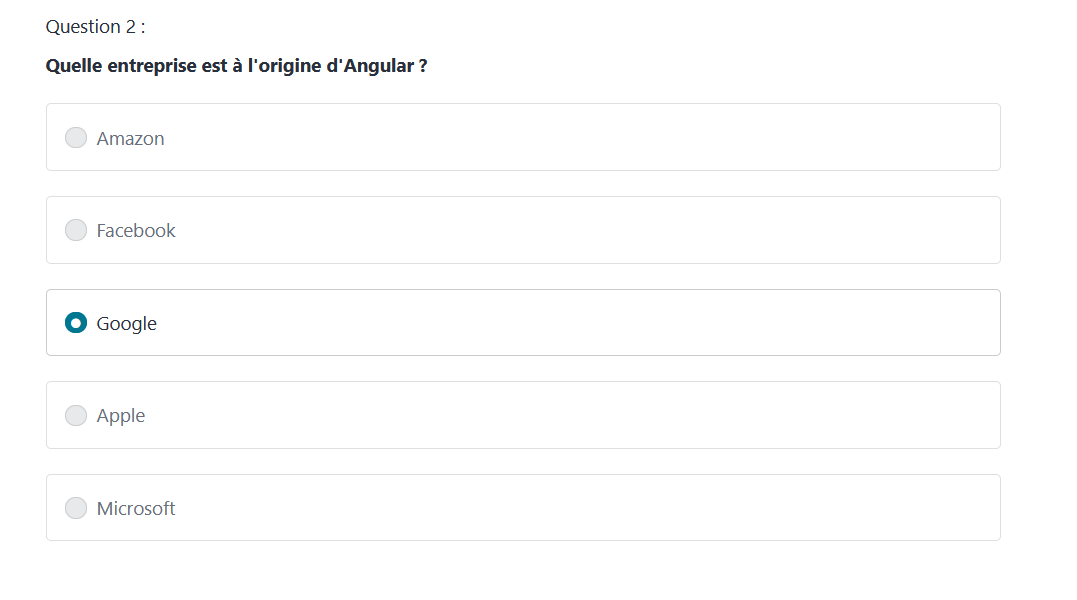 Question 2 :
Quelle entreprise est à l'origine d'Angular ?
Amazon
Facebook
Google
Apple
Microsoft